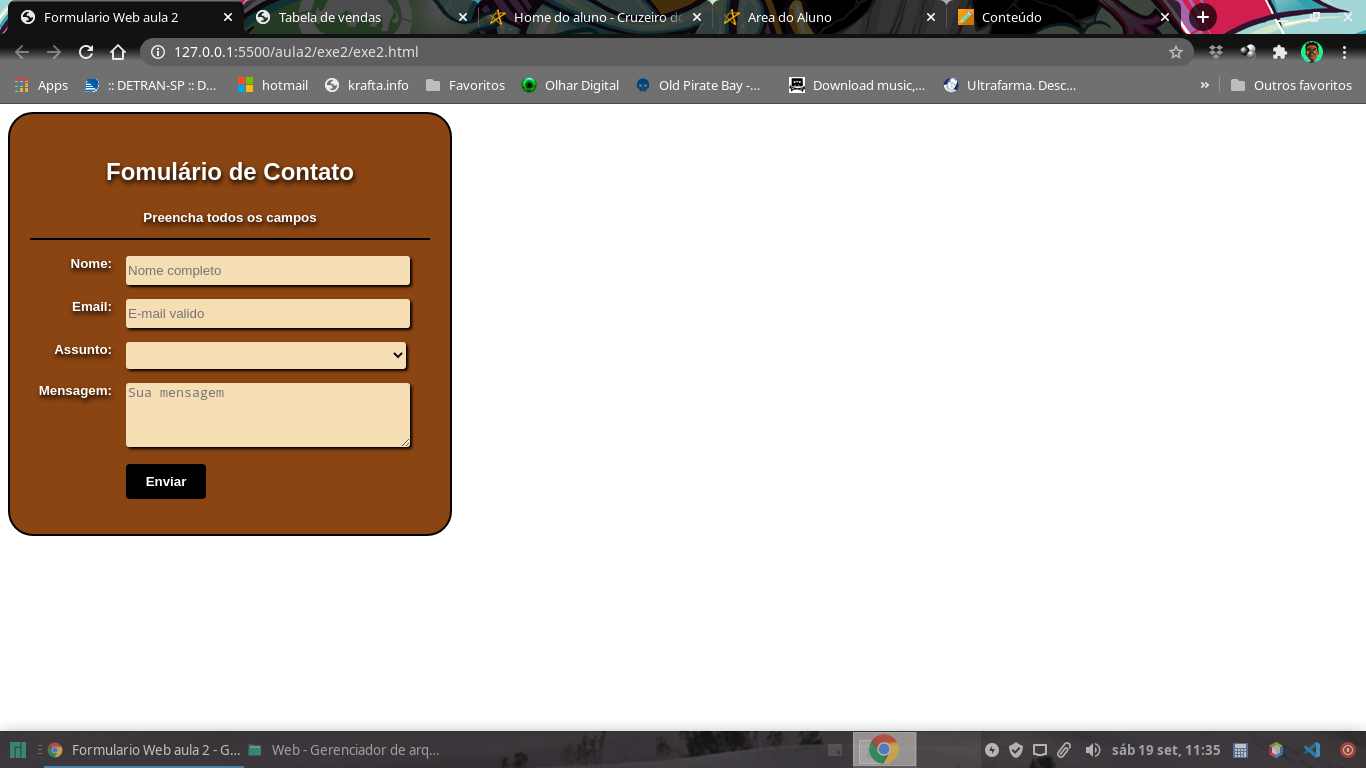 Formulario Web aula 2
Tabela de vendas
Home do aluno - Cruzeiro do
Area do Aluno
Conteúdo
127.0.0.1:5500/aula2/exe2/exe2.html
Apps
:: DETRAN-SP :: D...
hotmail
krafta.info
Favoritos
Olhar Digital
Old Pirate Bay -...
Download music,...
Ultrafarma. Desc...
»
Outros favoritos
Fomulário de Contato
Preencha todos os campos
Nome:
Nome completo
Email:
E-mail valido
Assunto:
Mensagem:
Sua mensagem
Enviar
Formulario Web aula 2 - G...
Web - Gerenciador de arq...
sáb 19 set, 11:35